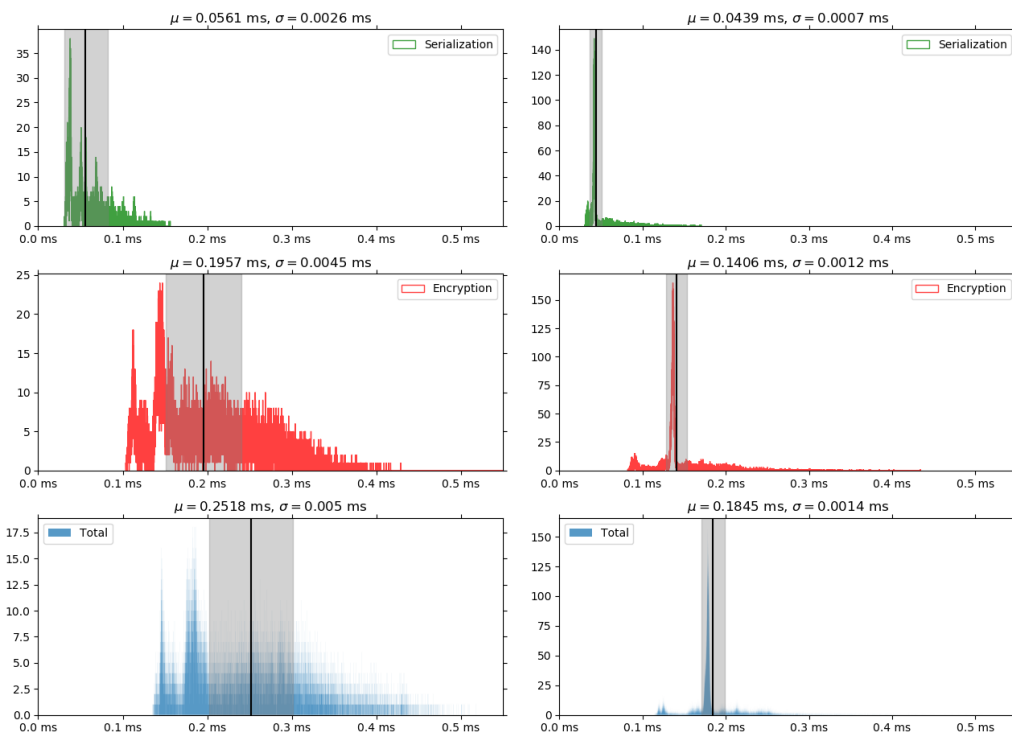 μ = 0.0561 ms, σ = 0.0026 ms
Serialization
35
30
25
20
15
10
5
0
0.0 ms 0.1 ms 0.2 ms 0.3 ms 0.4 ms 0.5 ms
μ = 0.0439 ms, σ = 0.0007 ms
Serialization
140
120
100
80
60
40
20
0
0.0 ms 0.1 ms 0.2 ms 0.3 ms 0.4 ms 0.5 ms
μ = 0.1957 ms, σ = 0.0045 ms
Encryption
25
20
15
10
5
0
0.0 ms 0.1 ms 0.2 ms 0.3 ms 0.4 ms 0.5 ms
μ = 0.1406 ms, σ = 0.0012 ms
Encryption
150
125
100
75
50
25
0
0.0 ms 0.1 ms 0.2 ms 0.3 ms 0.4 ms 0.5 ms
μ = 0.2518 ms, σ = 0.005 ms
Total
17.5
15.0
12.5
10.0
7.5
5.0
2.5
0.0
0.0 ms 0.1 ms 0.2 ms 0.3 ms 0.4 ms 0.5 ms
μ = 0.1845 ms, σ = 0.0014 ms
Total
150
125
100
75
50
25
0
0.0 ms 0.1 ms 0.2 ms 0.3 ms 0.4 ms 0.5 ms